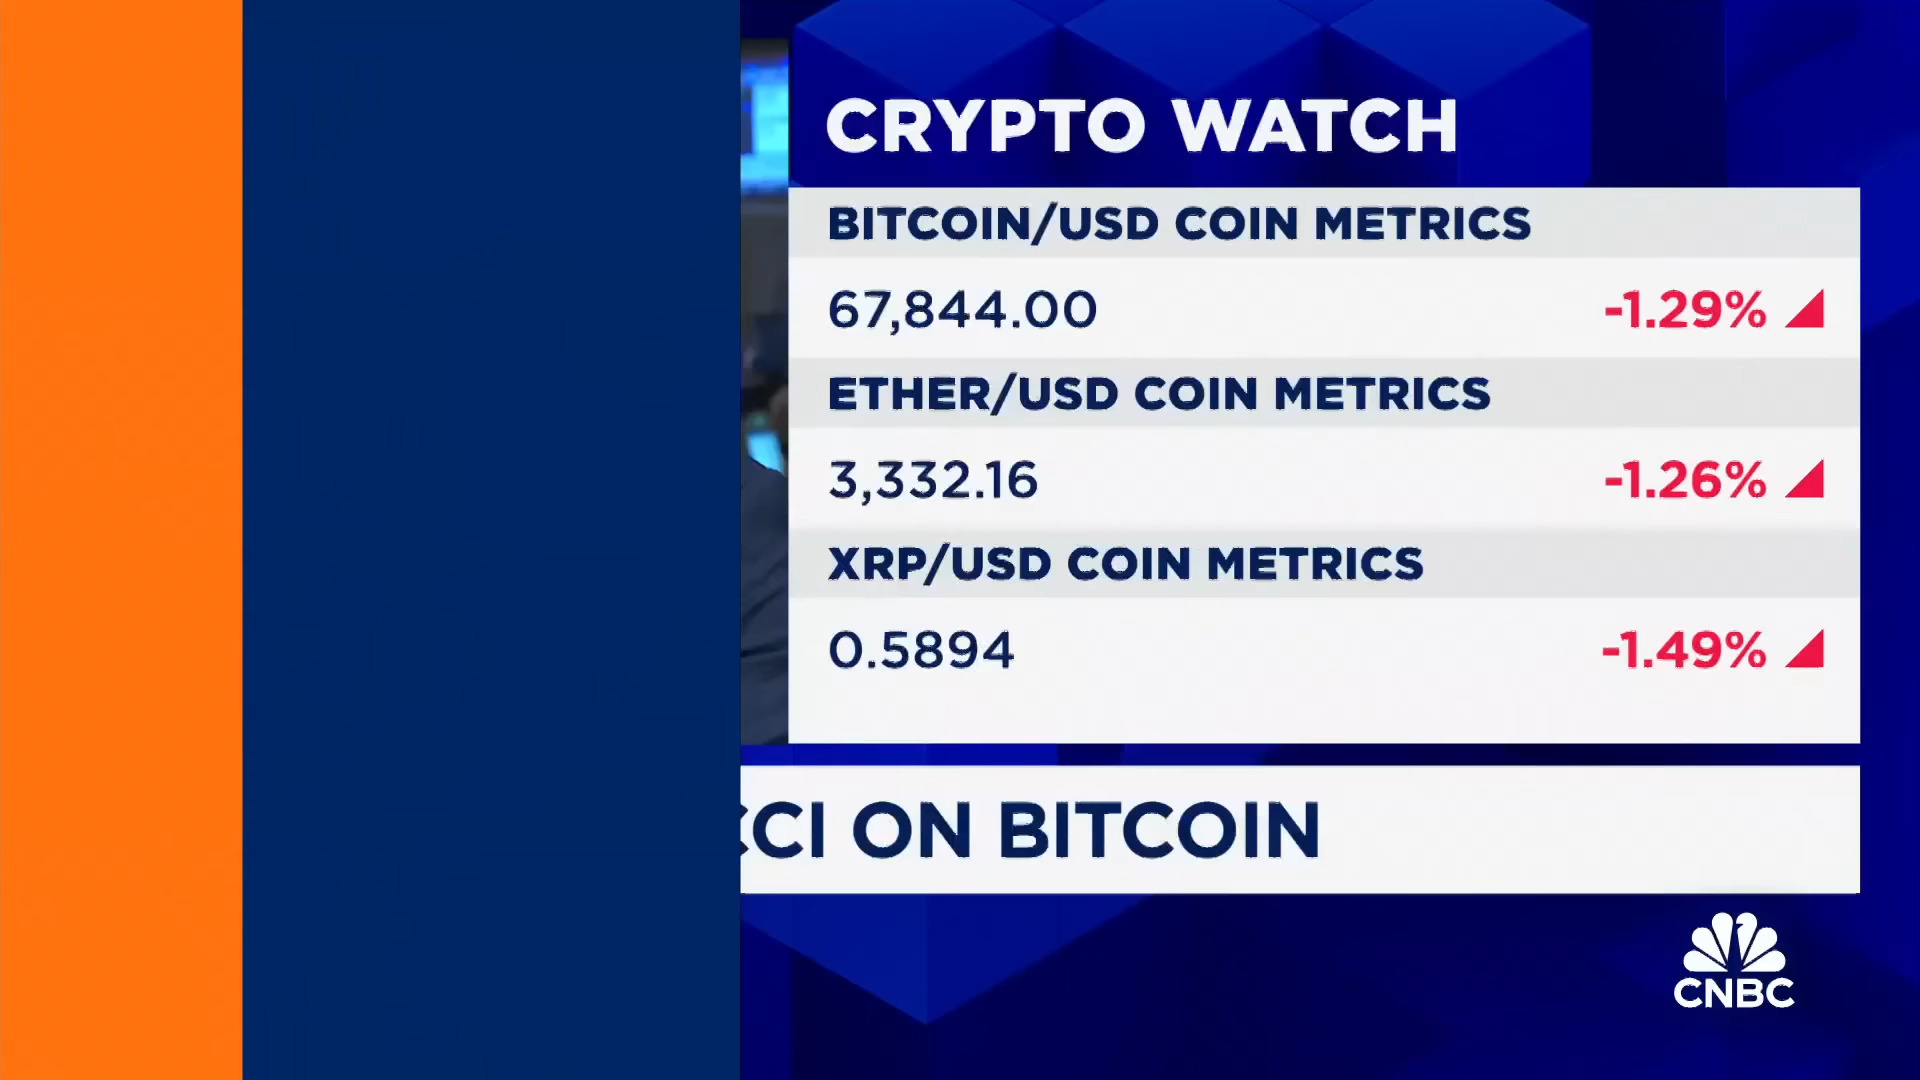 CRYPTO WATCH
BITCOIN/USD COIN METRICS
67,844.00 -1.29%
ETHER/USD COIN METRICS
3,332.16 -1.26%
XRP/USD COIN METRICS
0.5894 -1.49%
CCI ON BITCOIN
CNBC